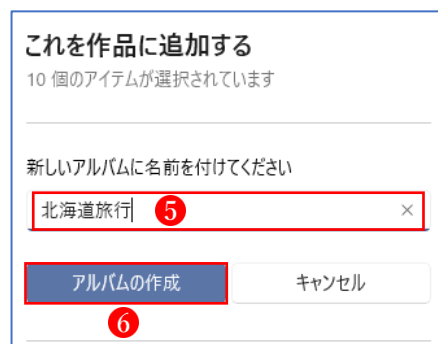 これを作品に追加する
10 個のアイテムが選択されています
新しいアルバムに名前を付けてください
北海道旅行 5 ×
アルバムの作成 キャンセル
6